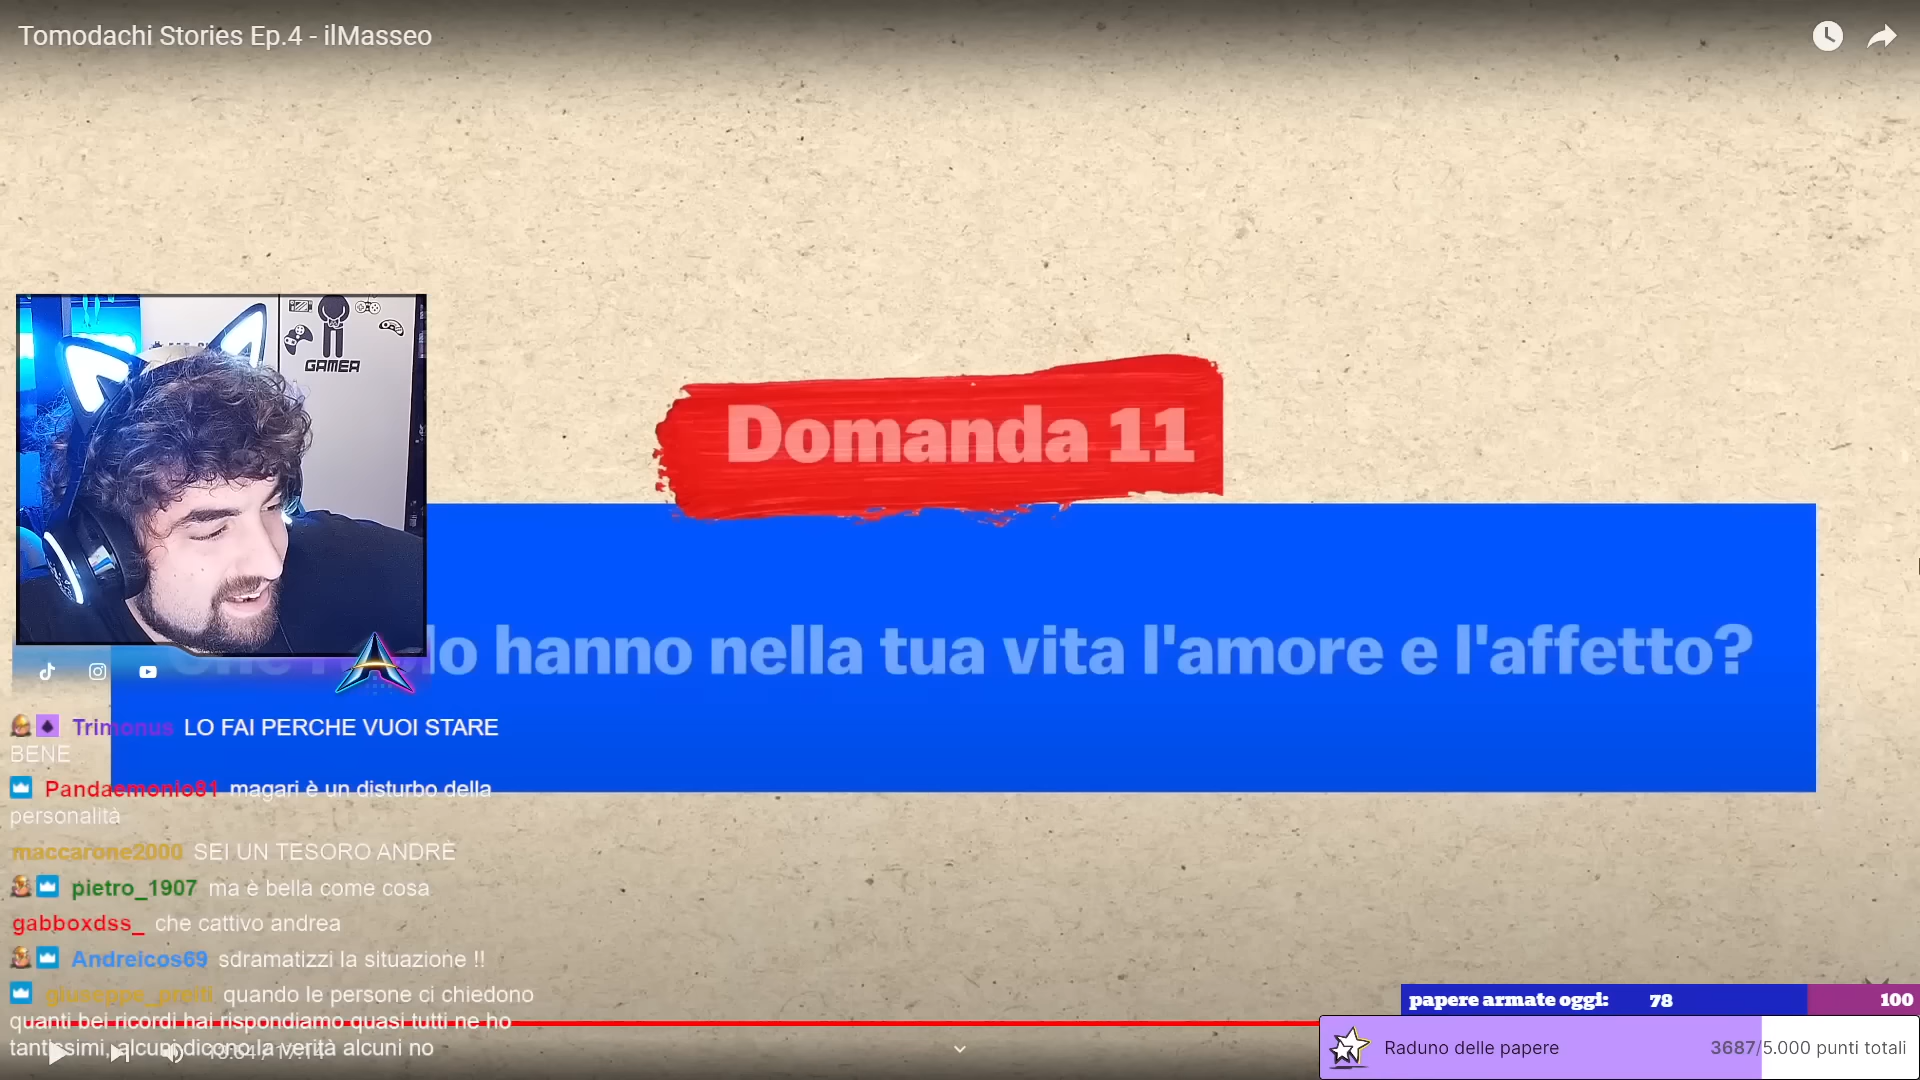 Tomodachi Stories Ep.4 - ilMasseo
GAMER
Domanda 11
lo hanno nella tua vita l'amore e l'affetto?
Trimonus LO FAI PERCHE VUOI STARE
BENE
Pandaemonio81 magari è un disturbo della
personalità
maccarone2000 SEI UN TESORO ANDRÈ
pietro_1907 ma è bella come cosa
gabboxdss_ che cattivo andrea
Andreicos69 sdramatizzi la situazione !!
quando le persone ci chiedono
quanti bei ricordi hai rispondiamo quasi tutti ne ho
tantissimi, alcuni dicono la verità alcuni no
papere armate oggi: 78 100
Raduno delle papere 3687/5.000 punti totali